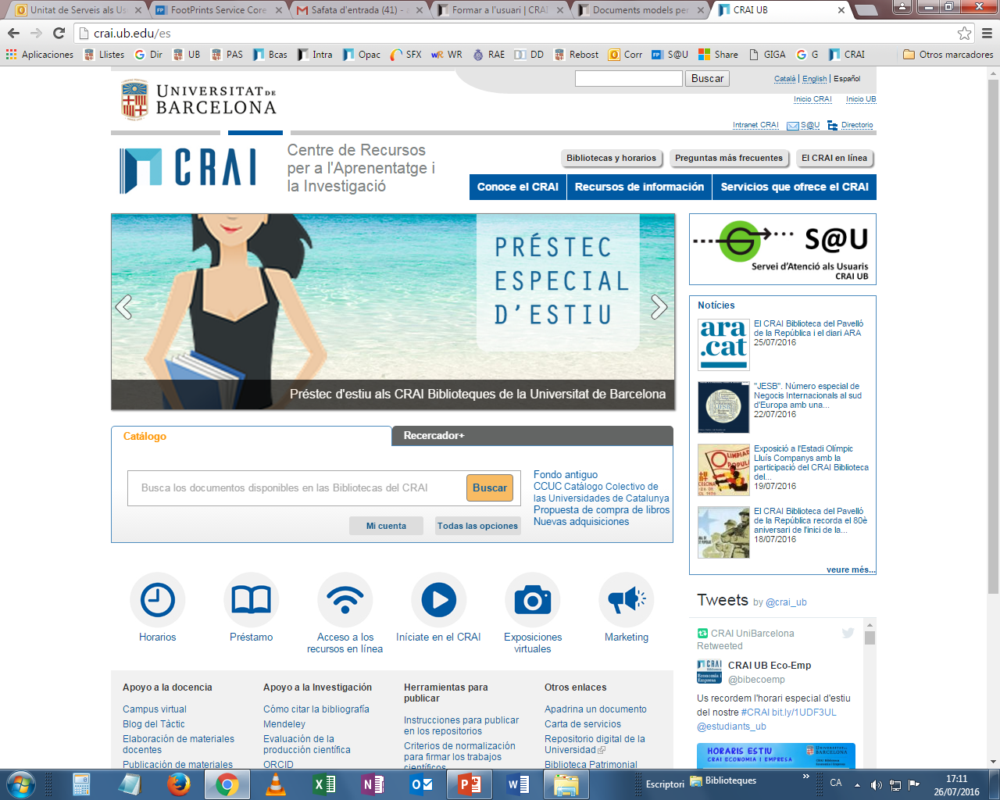 Unitat de Serveis als Us
FootPrints Service Core
Safata d'entrada (41) - a
Formar a l'usuari | CRAI
Documents models per
CRAI UB
crai.ub.edu/es
Aplicaciones
Llistes
Dir
UB
PAS
Bcas
Intra
Opac
SFX
WR
RAE
DD
Rebost
Corr
S@U
Share
GIGA
G
CRAI
Otros marcadores
UNIVERSITAT DE
BARCELONA
Buscar
Català | English | Español
Inicio CRAI Inicio UB
Intranet CRAI S@U Directorio
CRAI
Centre de Recursos
per a l'Aprenentatge i
la Investigació
Bibliotecas y horarios
Preguntas más frecuentes
El CRAI en línea
Conoce el CRAI
Recursos de información
Servicios que ofrece el CRAI
PRÉSTEC
ESPECIAL
D'ESTIU
Préstec d'estiu als CRAI Biblioteques de la Universitat de Barcelona
S@U
Servei d'Atenció als Usuaris
CRAI UB
Notícies
ara
.cat
El CRAI Biblioteca del Pavelló
de la República i el diari ARA
25/07/2016
"JESB". Número especial de
Negocis Internacionals al sud
d'Europa amb una...
22/07/2016
Exposició a l'Estadi Olímpic
Lluís Companys amb la
participació del CRAI Biblioteca
del...
19/07/2016
El CRAI Biblioteca del Pavelló
de la República recorda el 80è
aniversari de l'inici de la...
18/07/2016
veure més...
Catálogo
Recercador+
Busca los documentos disponibles en las Bibliotecas del CRAI
Buscar
Mi cuenta
Todas las opciones
Fondo antiguo
CCUC Catálogo Colectivo de
las Universidades de Catalunya
Propuesta de compra de libros
Nuevas adquisiciones
Horarios
Préstamo
Acceso a los
recursos en línea
Iníciate en el CRAI
Exposiciones
virtuales
Marketing
Tweets by @crai_ub
CRAI UniBarcelona
Retweeted
CRAI UB Eco-Emp
@bibecoemp
Us recordem l'horari especial d'estiu
del nostre #CRAI bit.ly/1UDF3UL
@estudiants_ub
HORARIS ESTIU
CRAI ECONOMIA I EMPRESA
Apoyo a la docencia
Campus virtual
Blog del Tàctic
Elaboración de materiales
docentes
Publicación de materiales
Apoyo a la Investigación
Cómo citar la bibliografía
Mendeley
Evaluación de la
producción científica
ORCID
Herramientas para
publicar
Instrucciones para publicar
en los repositorios
Criterios de normalización
para firmar los trabajos
científicos
Otros enlaces
Apadrina un documento
Carta de servicios
Repositorio digital de la
Universidad
Biblioteca Patrimonial
Escriptori
Biblioteques
CA
17:11
26/07/2016